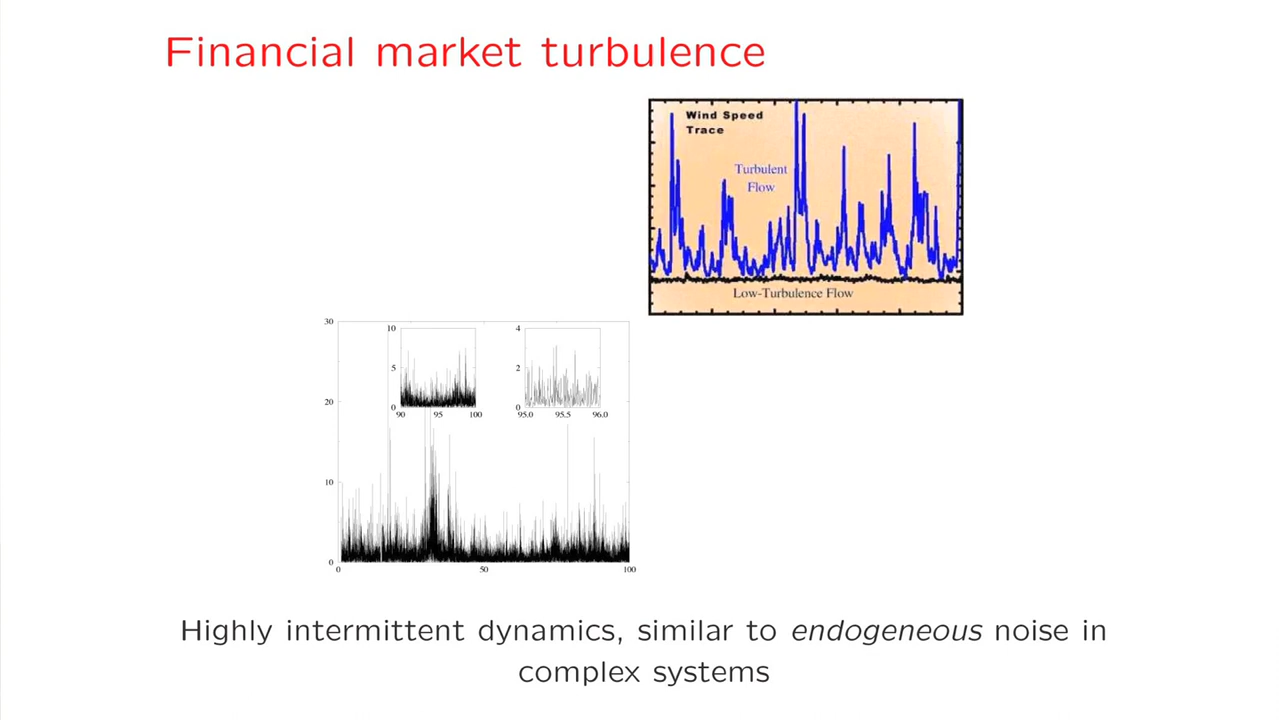 Financial market turbulence
Wind Speed
Trace
Turbulent
Flow
Low-Turbulence Flow
30
20
10
0
0
50
100
10
5
0
90
95
100
4
2
0
95.0
95.5
96.0
Highly intermittent dynamics, similar to endogeneous noise in
complex systems